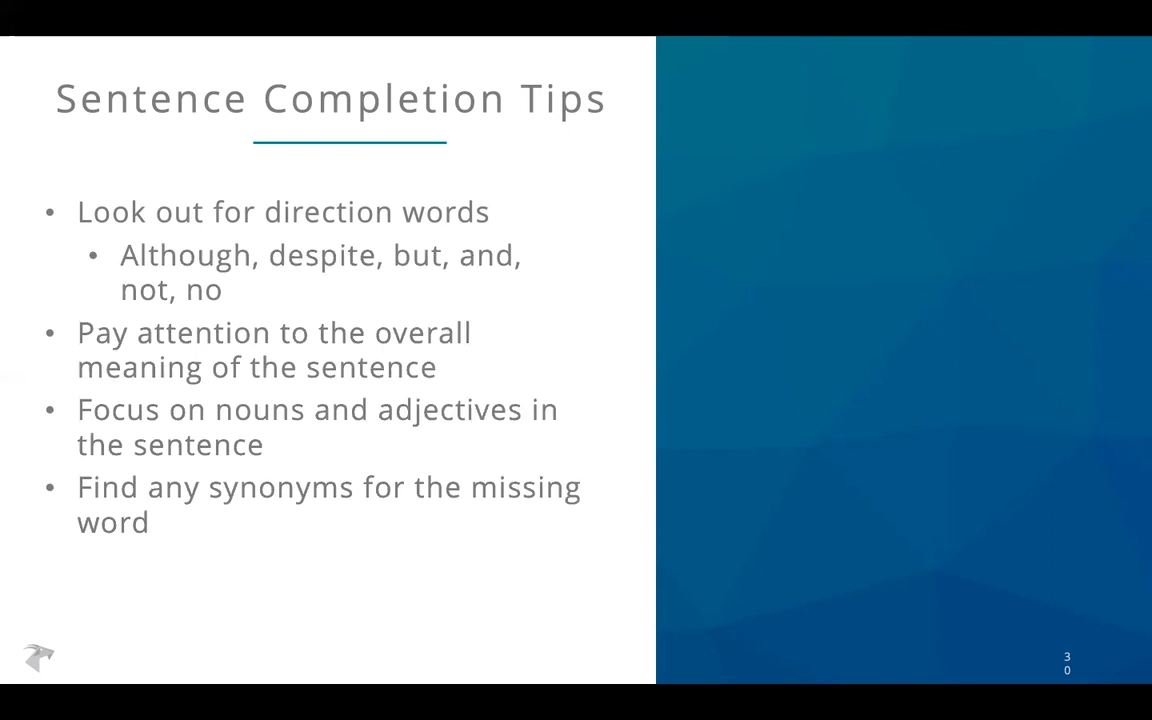 Sentence Completion Tips
• Look out for direction words
• Although, despite, but, and,
not, no
• Pay attention to the overall
meaning of the sentence
• Focus on nouns and adjectives in
the sentence
• Find any synonyms for the missing
word
3
0